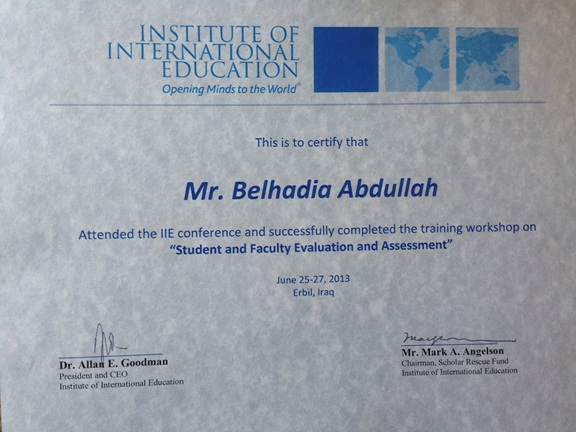 INSTITUTE OF
INTERNATIONAL
EDUCATION
Opening Minds to the World®
This is to certify that
Mr. Belhadia Abdullah
Attended the IIE conference and successfully completed the training workshop on
“Student and Faculty Evaluation and Assessment”
June 25-27, 2013
Erbil, Iraq
Dr. Allan E. Goodman
President and CEO
Institute of International Education
Mr. Mark A. Angelson
Chairman, Scholar Rescue Fund
Institute of International Education